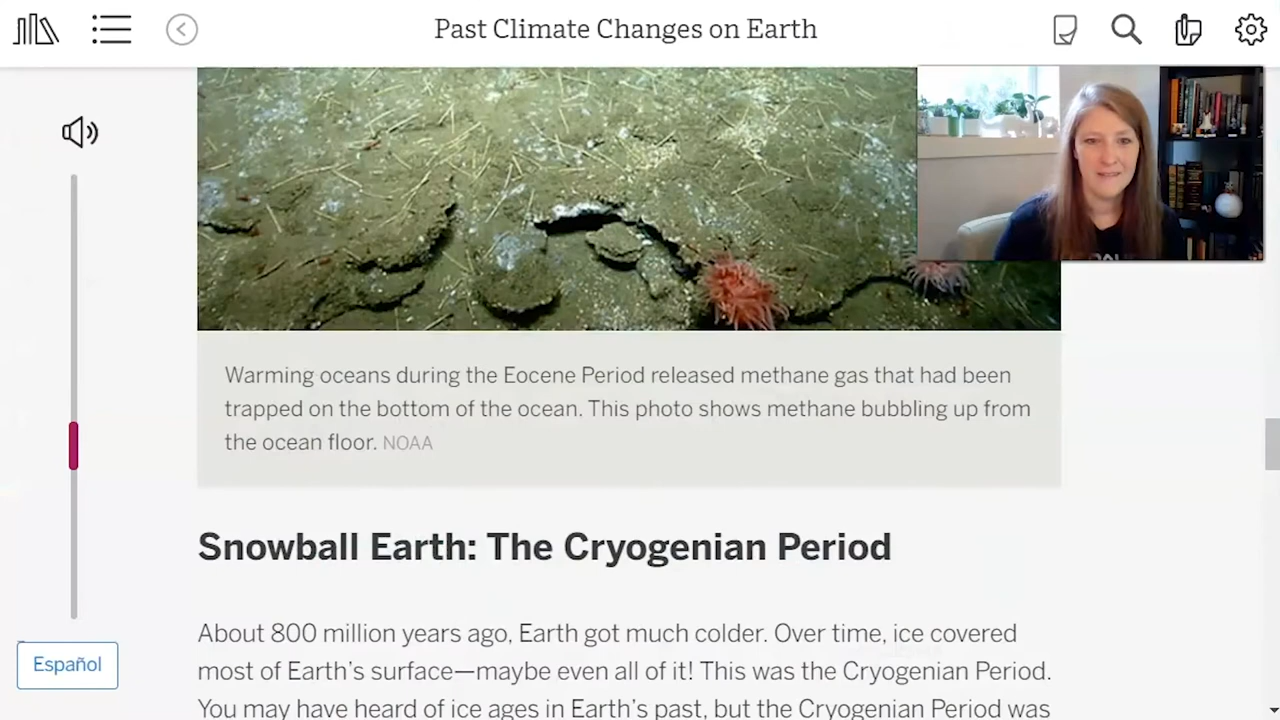 Past Climate Changes on Earth
Warming oceans during the Eocene Period released methane gas that had been
trapped on the bottom of the ocean. This photo shows methane bubbling up from
the ocean floor. NOAA
Snowball Earth: The Cryogenian Period
About 800 million years ago, Earth got much colder. Over time, ice covered
most of Earth’s surface—maybe even all of it! This was the Cryogenian Period.
You may have heard of ice ages in Earth’s past, but the Cryogenian Period was
Español